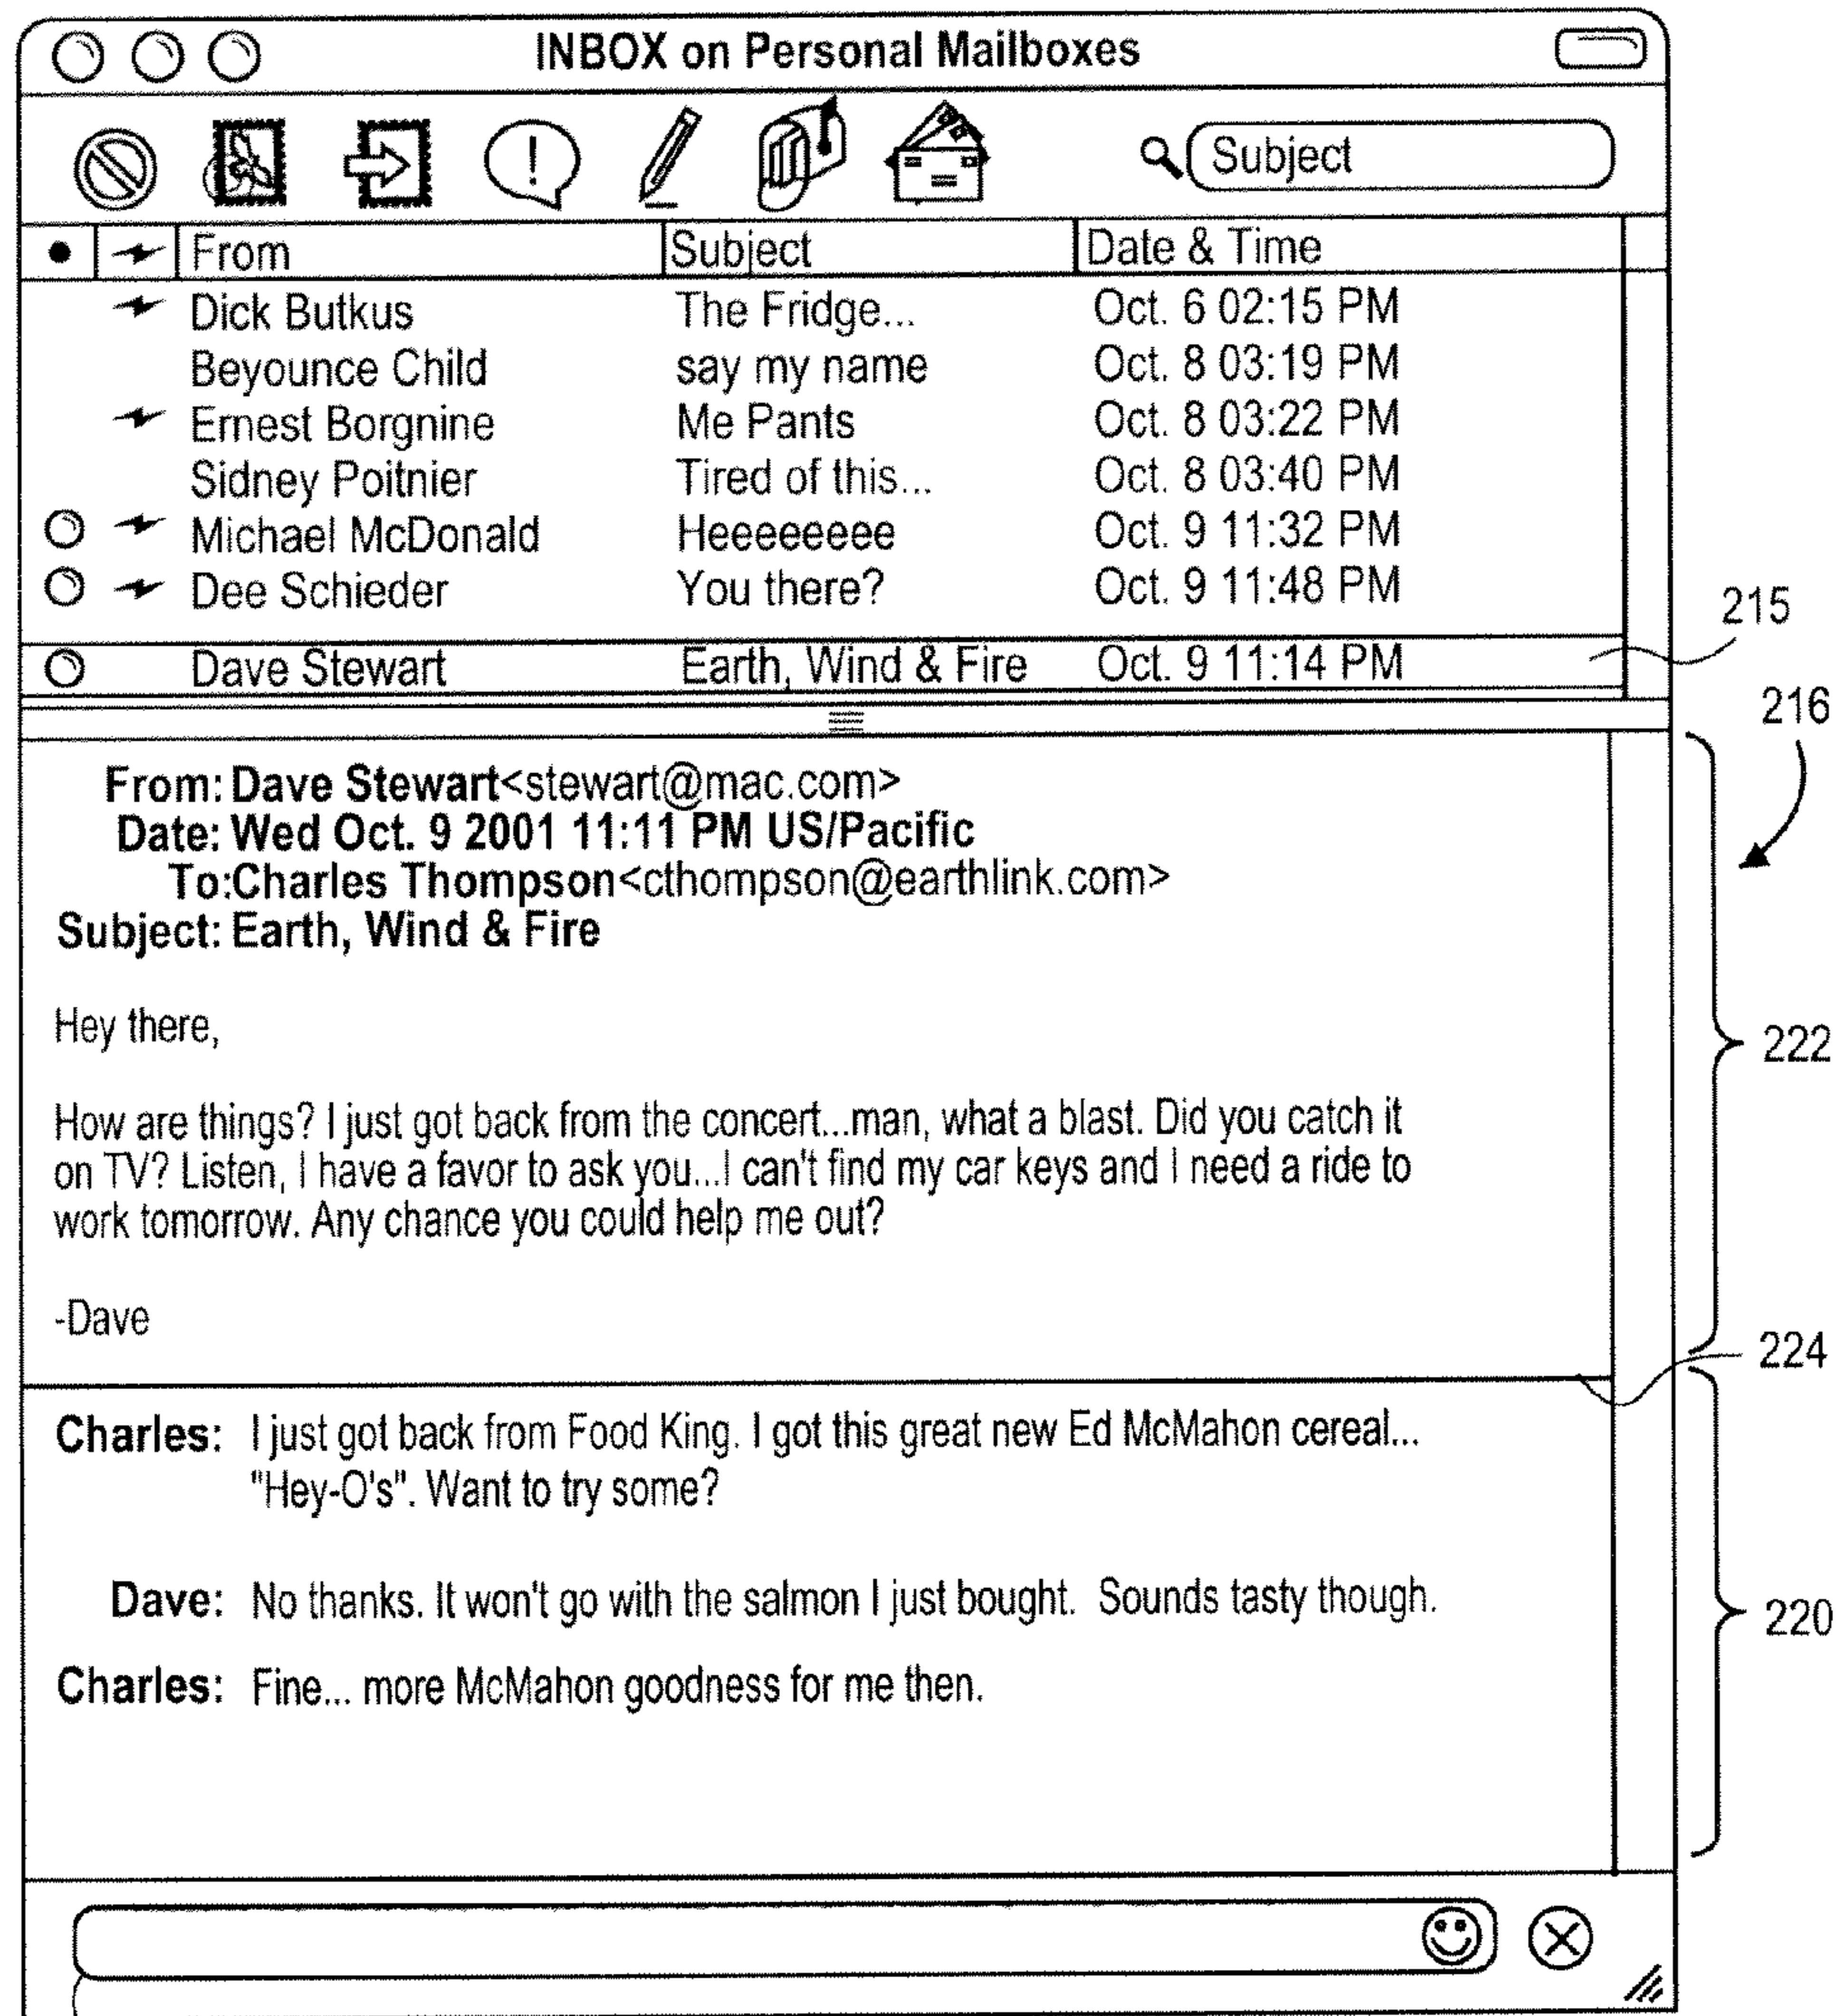 INBOX on Personal Mailboxes
Subject
From Subject Date & Time
Dick Butkus The Fridge... Oct. 6 02:15 PM
Beyounce Child say my name Oct. 8 03:19 PM
Ernest Borgnine Me Pants Oct. 8 03:22 PM
Sidney Poitnier Tired of this... Oct. 8 03:40 PM
Michael McDonald Heeeeeeee Oct. 9 11:32 PM
Dee Schieder You there? Oct. 9 11:48 PM
215
Dave Stewart Earth, Wind & Fire Oct. 9 11:14 PM
216
From: Dave Stewart<stewart@mac.com>
Date: Wed Oct. 9 2001 11:11 PM US/Pacific
To:Charles Thompson<cthompson@earthlink.com>
Subject: Earth, Wind & Fire
Hey there,
222
How are things? I just got back from the concert...man, what a blast. Did you catch it
on TV? Listen, I have a favor to ask you...I can't find my car keys and I need a ride to
work tomorrow. Any chance you could help me out?
-Dave
224
Charles: I just got back from Food King. I got this great new Ed McMahon cereal...
"Hey-O's". Want to try some?
Dave: No thanks. It won't go with the salmon I just bought. Sounds tasty though.
220
Charles: Fine... more McMahon goodness for me then.